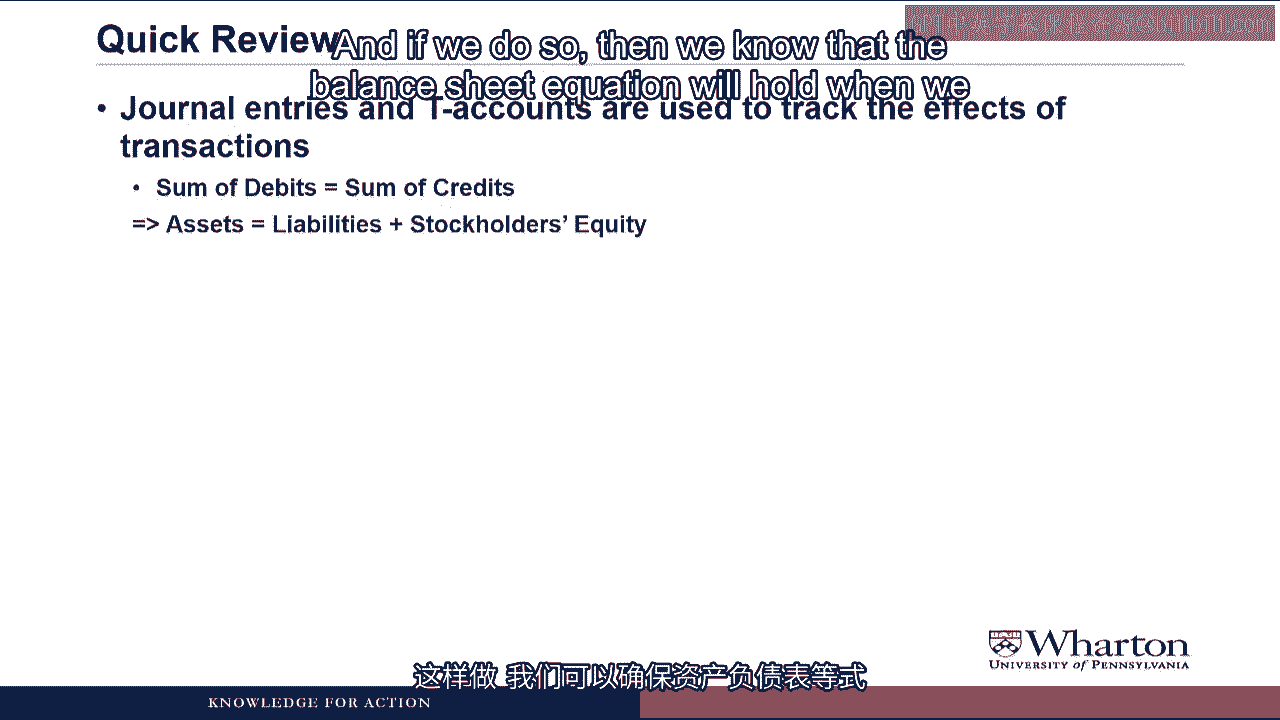 Quick Review
And if we do so, then we know that the
balance sheet equation will hold when we
• Journal entries and T-accounts are used to track the effects of
transactions
• Sum of Debits = Sum of Credits
=> Assets = Liabilities + Stockholders' Equity
Wharton
UNIVERSITY of PENNSYLVANIA
这样做 我们可以确保资产负债表等式
KNOWLEDGE FOR ACTION